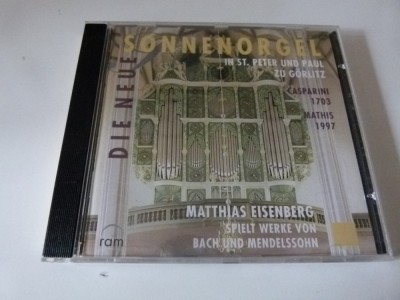 DIE NEUE
SONNENORGEL
IN ST. PETER UND PAUL
ZU GÖRLITZ
CASPARINI
1703
MATHIS
1997
MATTHIAS EISENBERG
SPIELT WERKE VON
BACH UND MENDELSSOHN
ram